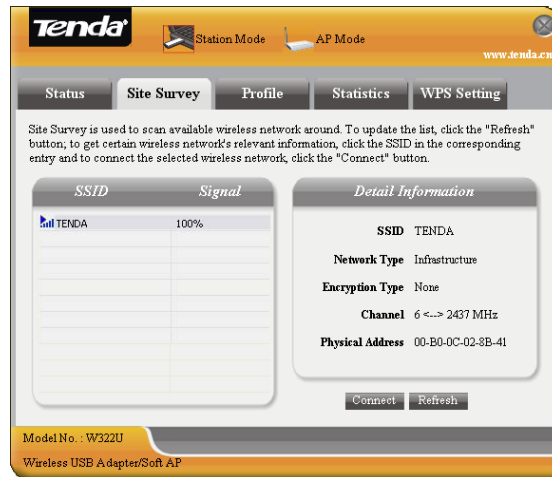 Tenda
Station Mode
AP Mode
www.tenda.cn
Status
Site Survey
Profile
Statistics
WPS Setting
Site Survey is used to scan available wireless network around. To update the list, click the "Refresh"
button; to get certain wireless network's relevant information, click the SSID in the corresponding
entry and to connect the selected wireless network, click the "Connect" button.
SSID
Signal
TENDA
100%
Detail Information
SSID TENDA
Network Type Infrastructure
Encryption Type None
Channel 6 <--> 2437 MHz
Physical Address 00-B0-0C-02-8B-41
Connect
Refresh
Model No. : W322U
Wireless USB Adapter/Soft AP